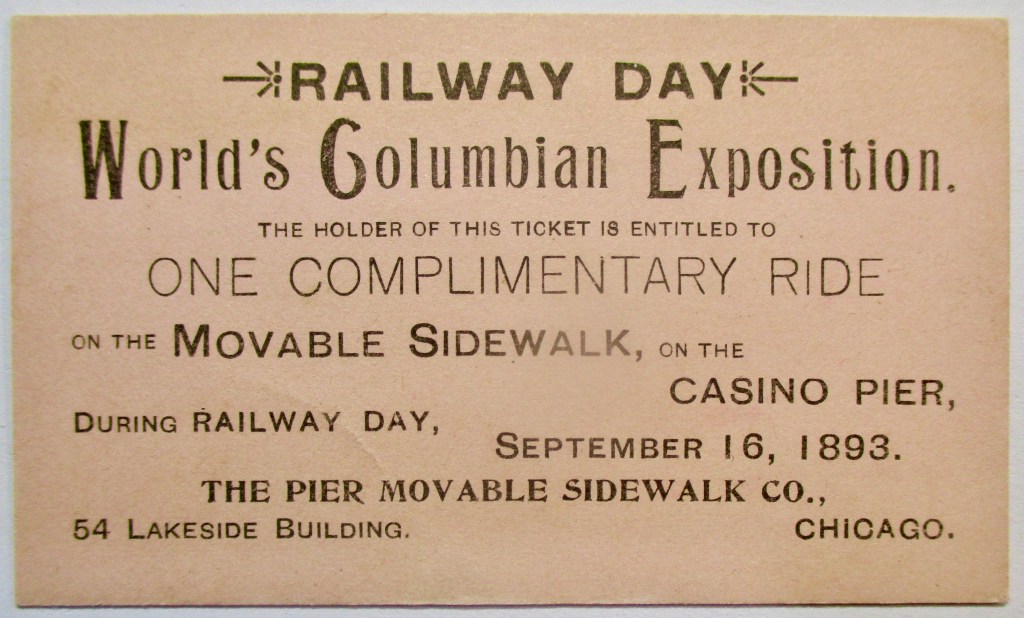 RAILWAY DAY
World's Columbian Exposition.
THE HOLDER OF THIS TICKET IS ENTITLED TO
ONE COMPLIMENTARY RIDE
ON THE MOVABLE SIDEWALK, ON THE
CASINO PIER,
DURING RAILWAY DAY,
SEPTEMBER 16, 1893.
THE PIER MOVABLE SIDEWALK CO.,
54 LAKESIDE BUILDING. CHICAGO.